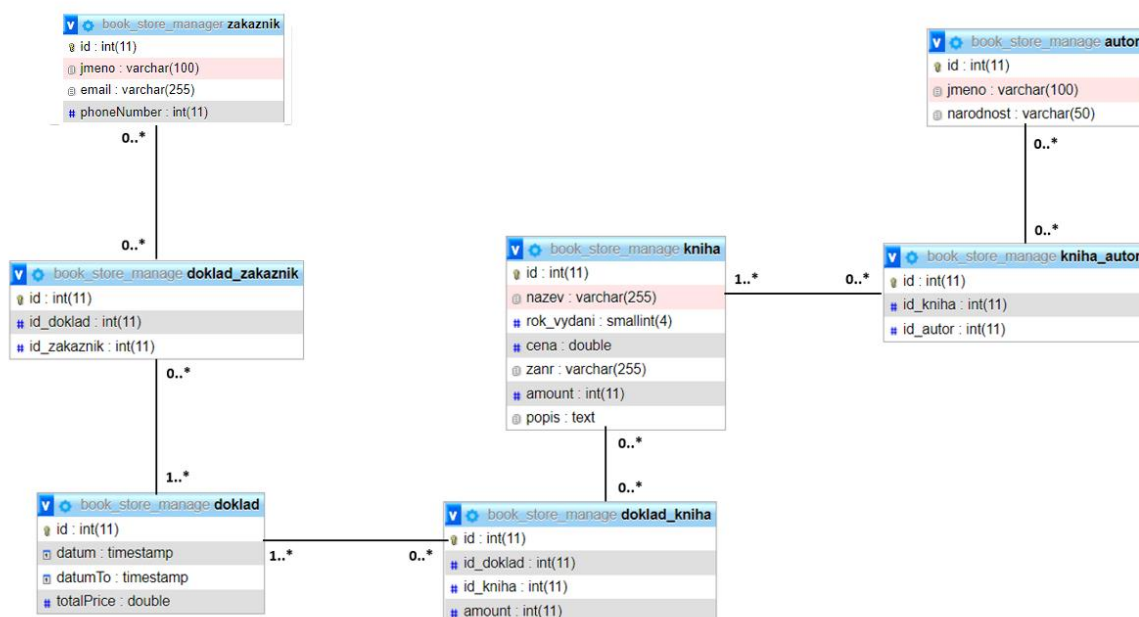 book_store_manager zakaznik
id : int(11)
jmeno : varchar(100)
email : varchar(255)
phoneNumber : int(11)
0..*
0..*
book_store_manage doklad_zakaznik
id : int(11)
id_doklad : int(11)
id_zakaznik : int(11)
0..*
1..*
book_store_manage doklad
id : int(11)
datum : timestamp
datumTo : timestamp
totalPrice : double
1..*
0..*
book_store_manage doklad_kniha
id : int(11)
id_doklad : int(11)
id_kniha : int(11)
amount : int(11)
0..*
0..*
book_store_manage kniha
id : int(11)
nazev : varchar(255)
rok_vydani : smallint(4)
cena : double
zanr : varchar(255)
amount : int(11)
popis : text
1..*
0..*
book_store_manage kniha_autor
id : int(11)
id_kniha : int(11)
id_autor : int(11)
0..*
0..*
book_store_manage autor
id : int(11)
jmeno : varchar(100)
narodnost : varchar(50)